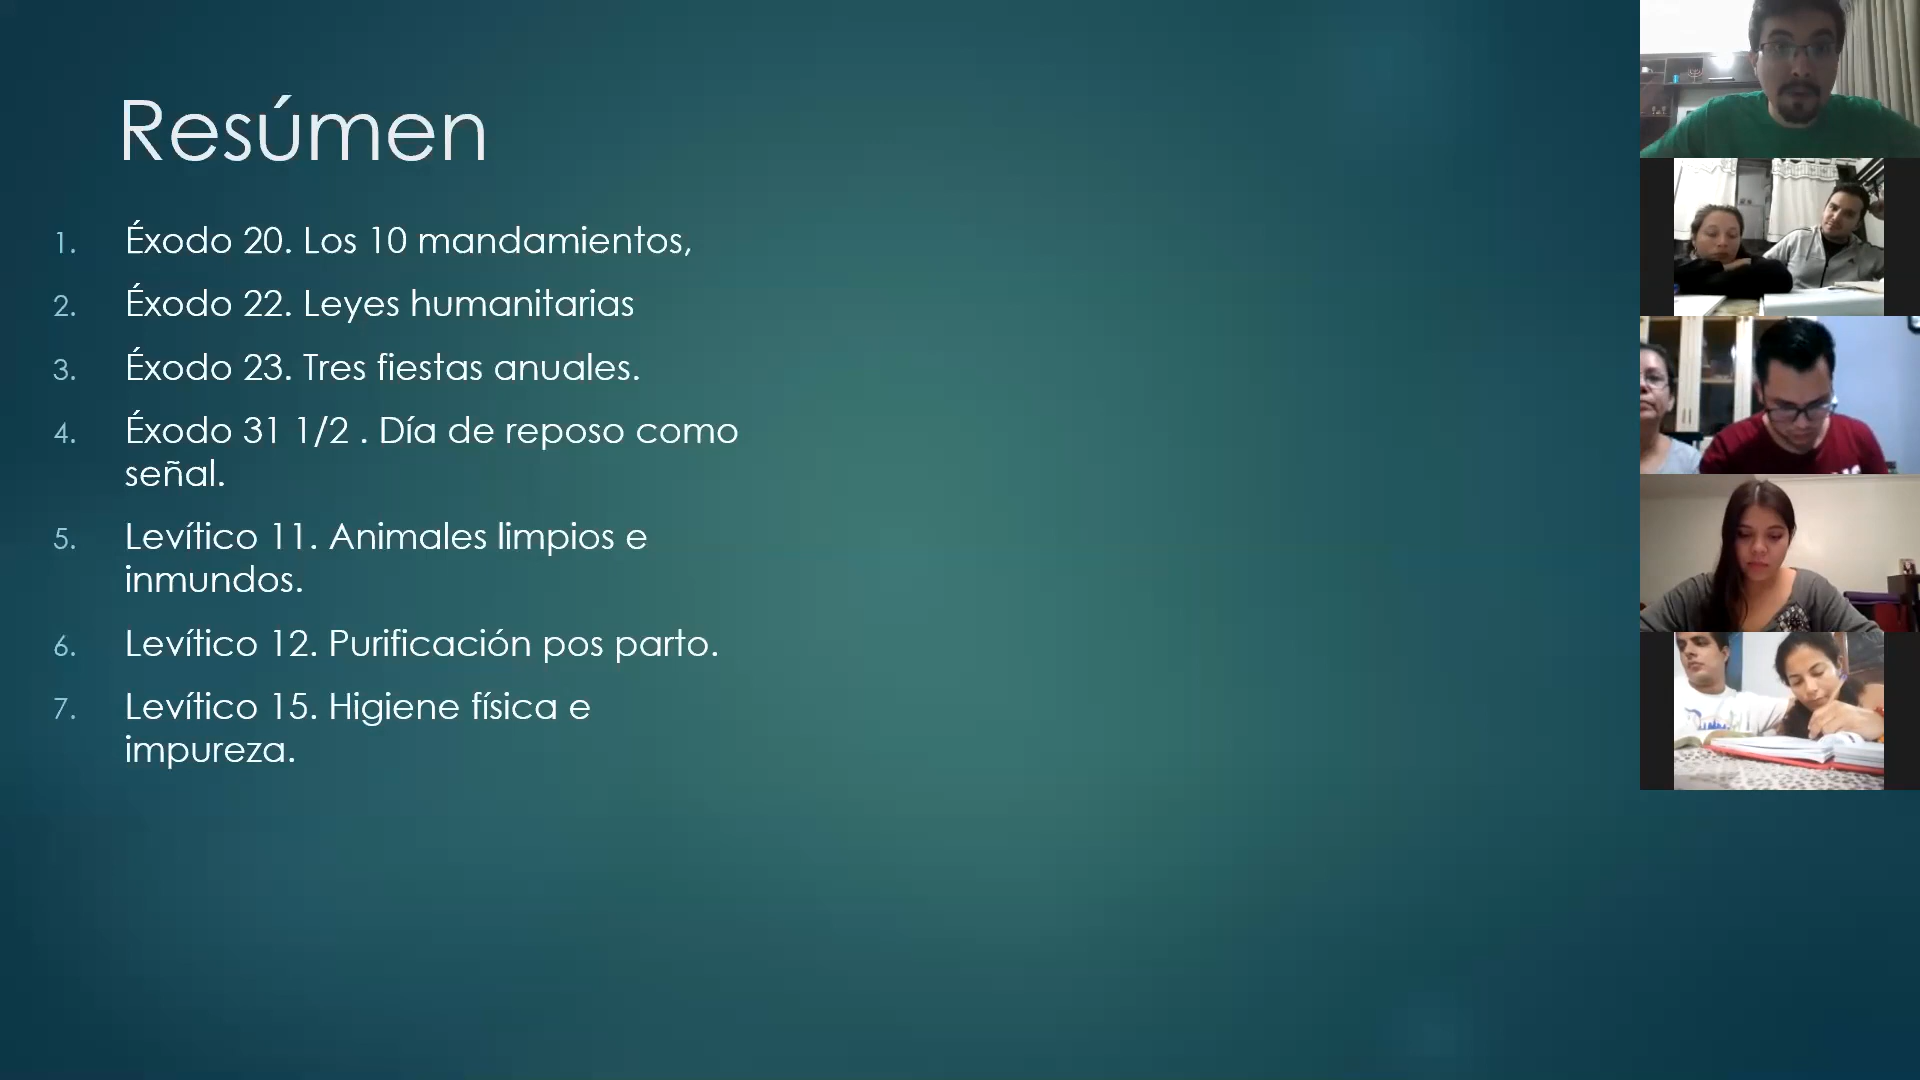 Resúmen
1. Éxodo 20. Los 10 mandamientos,
2. Éxodo 22. Leyes humanitarias
3. Éxodo 23. Tres fiestas anuales.
4. Éxodo 31 1/2 . Día de reposo como
señal.
5. Levítico 11. Animales limpios e
inmundos.
6. Levítico 12. Purificación pos parto.
7. Levítico 15. Higiene física e
impureza.